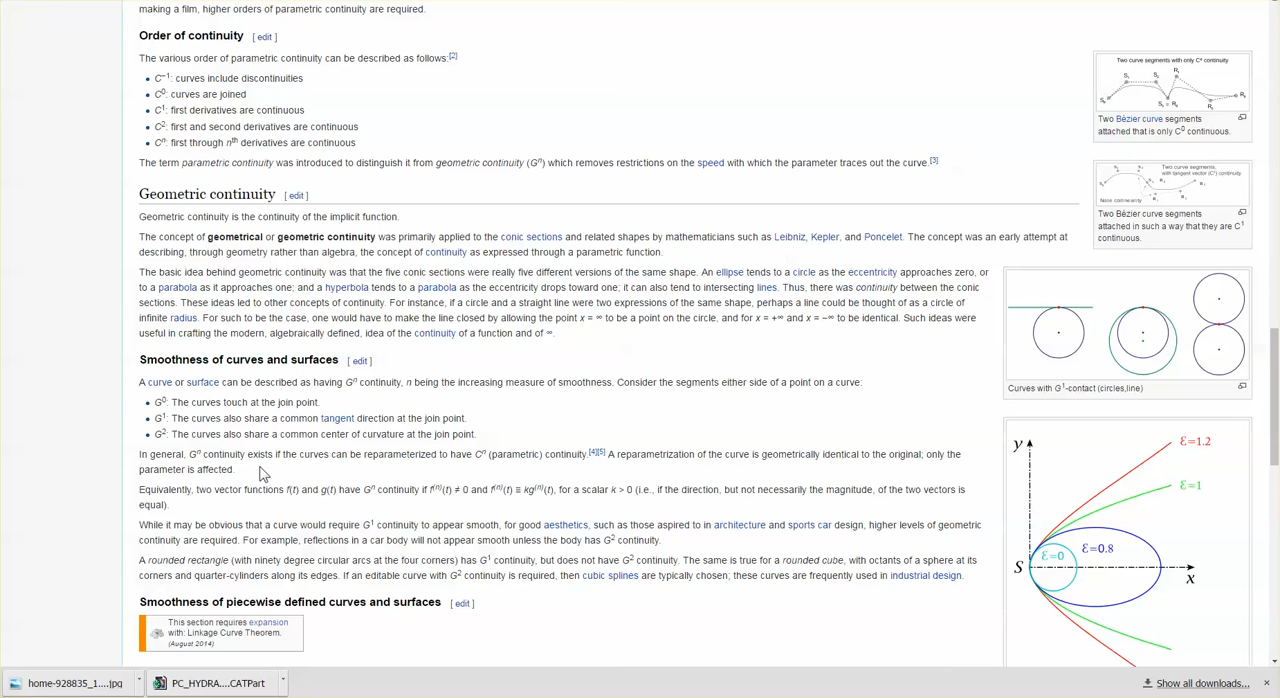 making a film, higher orders of parametric continuity are required.
Order of continuity [ edit ]
The various order of parametric continuity can be described as follows:[2]
• C⁻¹: curves include discontinuities
• C⁰: curves are joined
• C¹: first derivatives are continuous
• C²: first and second derivatives are continuous
• Cⁿ: first through nth derivatives are continuous
The term parametric continuity was introduced to distinguish it from geometric continuity (Gⁿ) which removes restrictions on the speed with which the parameter traces out the curve.[3]
Two curve segments with only C⁰ continuity
Two Bézier curve segments
attached that is only C⁰ continuous.
Two curve segments,
with tangent vector (C¹) continuity
Two Bézier curve segments
attached in such a way that they are C¹
continuous.
Geometric continuity [ edit ]
Geometric continuity is the continuity of the implicit function.
The concept of geometrical or geometric continuity was primarily applied to the conic sections and related shapes by mathematicians such as Leibniz, Kepler, and Poncelet. The concept was an early attempt at
describing, through geometry rather than algebra, the concept of continuity as expressed through a parametric function.
The basic idea behind geometric continuity was that the five conic sections were really five different versions of the same shape. An ellipse tends to a circle as the eccentricity approaches zero, or
to a parabola as it approaches one; and a hyperbola tends to a parabola as the eccentricity drops toward one; it can also tend to intersecting lines. Thus, there was continuity between the conic
sections. These ideas led to other concepts of continuity. For instance, if a circle and a straight line were two expressions of the same shape, perhaps a line could be thought of as a circle of
infinite radius. For such to be the case, one would have to make the line closed by allowing the point x = ∞ to be a point on the circle, and for x = +∞ and x = −∞ to be identical. Such ideas were
useful in crafting the modern, algebraically defined, idea of the continuity of a function and of ∞.
Curves with G¹-contact (circles,line)
Smoothness of curves and surfaces [ edit ]
A curve or surface can be described as having Gⁿ continuity, n being the increasing measure of smoothness. Consider the segments either side of a point on a curve:
• G⁰: The curves touch at the join point.
• G¹: The curves also share a common tangent direction at the join point.
• G²: The curves also share a common center of curvature at the join point.
In general, Gⁿ continuity exists if the curves can be reparameterized to have Cⁿ (parametric) continuity.[4][5] A reparametrization of the curve is geometrically identical to the original; only the
parameter is affected.
Equivalently, two vector functions f(t) and g(t) have Gⁿ continuity if f⁽ⁿ⁾(t) ≠ 0 and f⁽ⁿ⁾(t) ≡ kg⁽ⁿ⁾(t), for a scalar k > 0 (i.e., if the direction, but not necessarily the magnitude, of the two vectors is
equal).
While it may be obvious that a curve would require G¹ continuity to appear smooth, for good aesthetics, such as those aspired to in architecture and sports car design, higher levels of geometric
continuity are required. For example, reflections in a car body will not appear smooth unless the body has G² continuity.
A rounded rectangle (with ninety degree circular arcs at the four corners) has G¹ continuity, but does not have G² continuity. The same is true for a rounded cube, with octants of a sphere at its
corners and quarter-cylinders along its edges. If an editable curve with G² continuity is required, then cubic splines are typically chosen; these curves are frequently used in industrial design.
y
ε=1.2
ε=1
ε=0.8
ε=0
S
x
Smoothness of piecewise defined curves and surfaces [ edit ]
This section requires expansion
with: Linkage Curve Theorem.
(August 2014)
home-928835_1....jpg
PC_HYDRA....CATPart
Show all downloads...